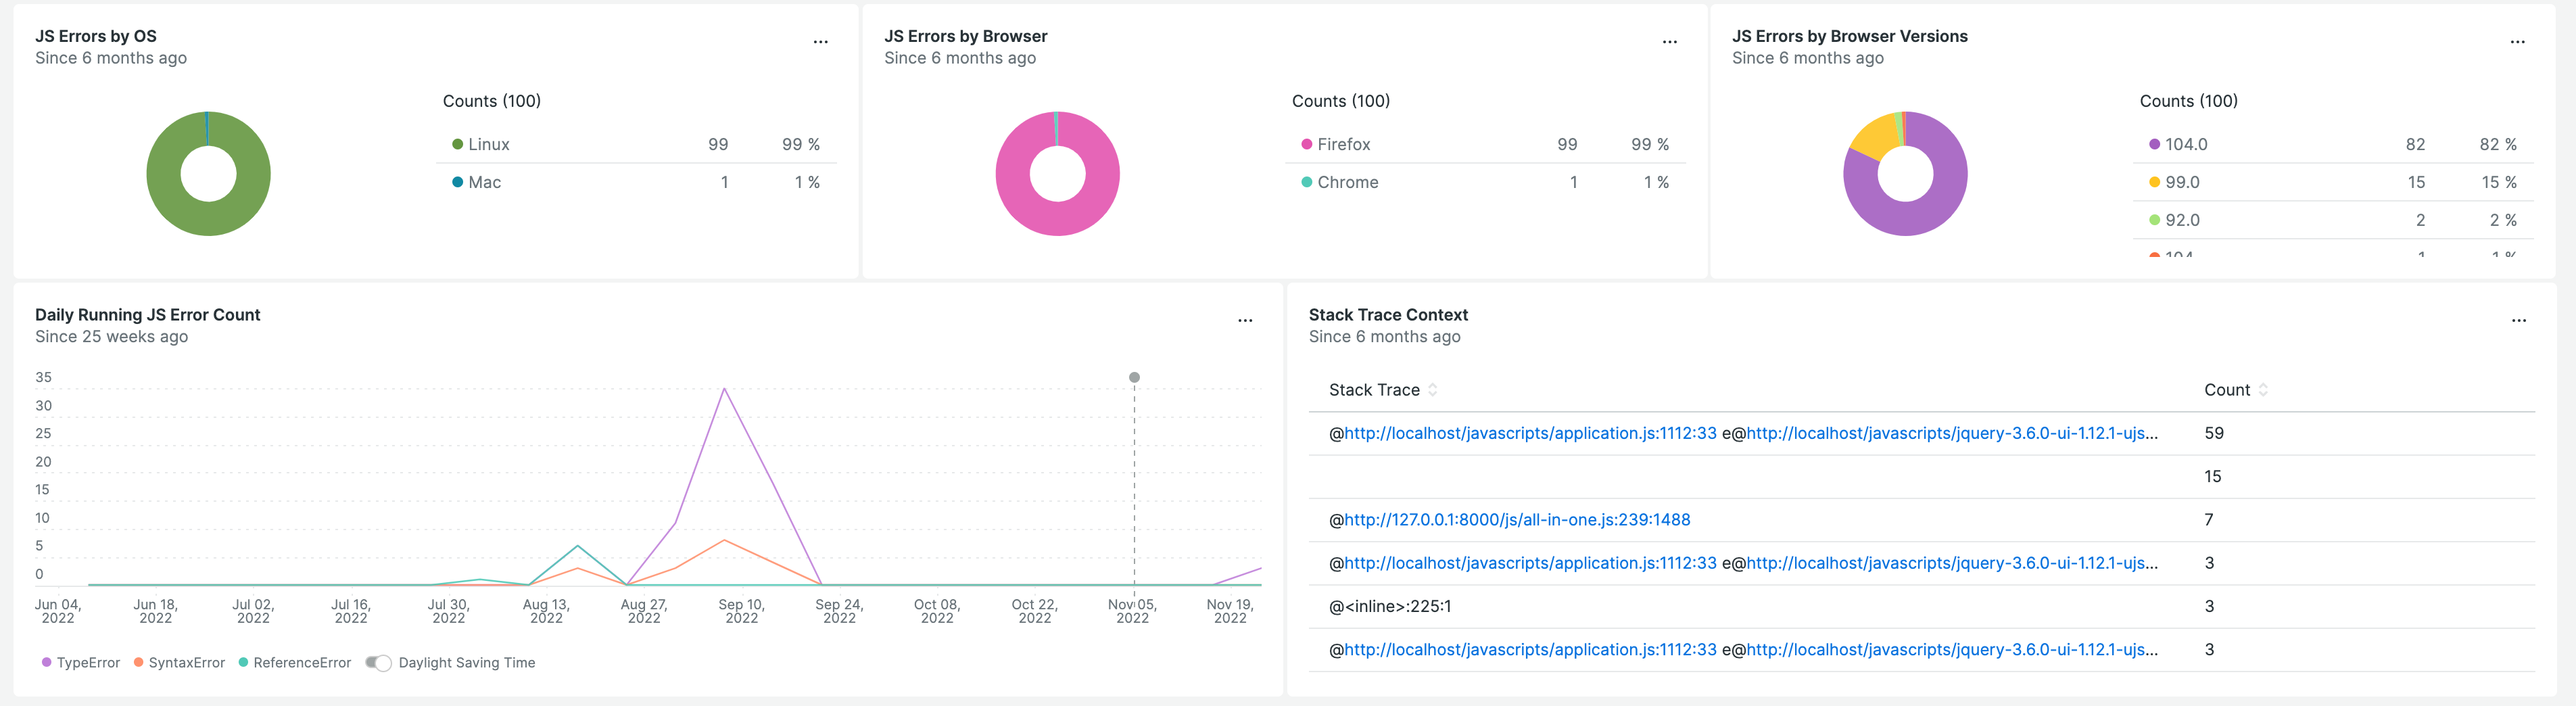 JS Errors by OS
Since 6 months ago
...
Counts (100)
Linux 99 99 %
Mac 1 1 %
JS Errors by Browser
Since 6 months ago
...
Counts (100)
Firefox 99 99 %
Chrome 1 1 %
JS Errors by Browser Versions
Since 6 months ago
...
Counts (100)
104.0 82 82 %
99.0 15 15 %
92.0 2 2 %
104 1 1 %
Daily Running JS Error Count
Since 25 weeks ago
...
35
30
25
20
15
10
5
0
Jun 04, 2022
Jun 18, 2022
Jul 02, 2022
Jul 16, 2022
Jul 30, 2022
Aug 13, 2022
Aug 27, 2022
Sep 10, 2022
Sep 24, 2022
Oct 08, 2022
Oct 22, 2022
Nov 05, 2022
Nov 19, 2022
TypeError SyntaxError ReferenceError Daylight Saving Time
Stack Trace Context
Since 6 months ago
...
Stack Trace Count
@http://localhost/javascripts/application.js:1112:33 e@http://localhost/javascripts/jquery-3.6.0-ui-1.12.1-ujs... 59
15
@http://127.0.0.1:8000/js/all-in-one.js:239:1488 7
@http://localhost/javascripts/application.js:1112:33 e@http://localhost/javascripts/jquery-3.6.0-ui-1.12.1-ujs... 3
@<inline>:225:1 3
@http://localhost/javascripts/application.js:1112:33 e@http://localhost/javascripts/jquery-3.6.0-ui-1.12.1-ujs... 3